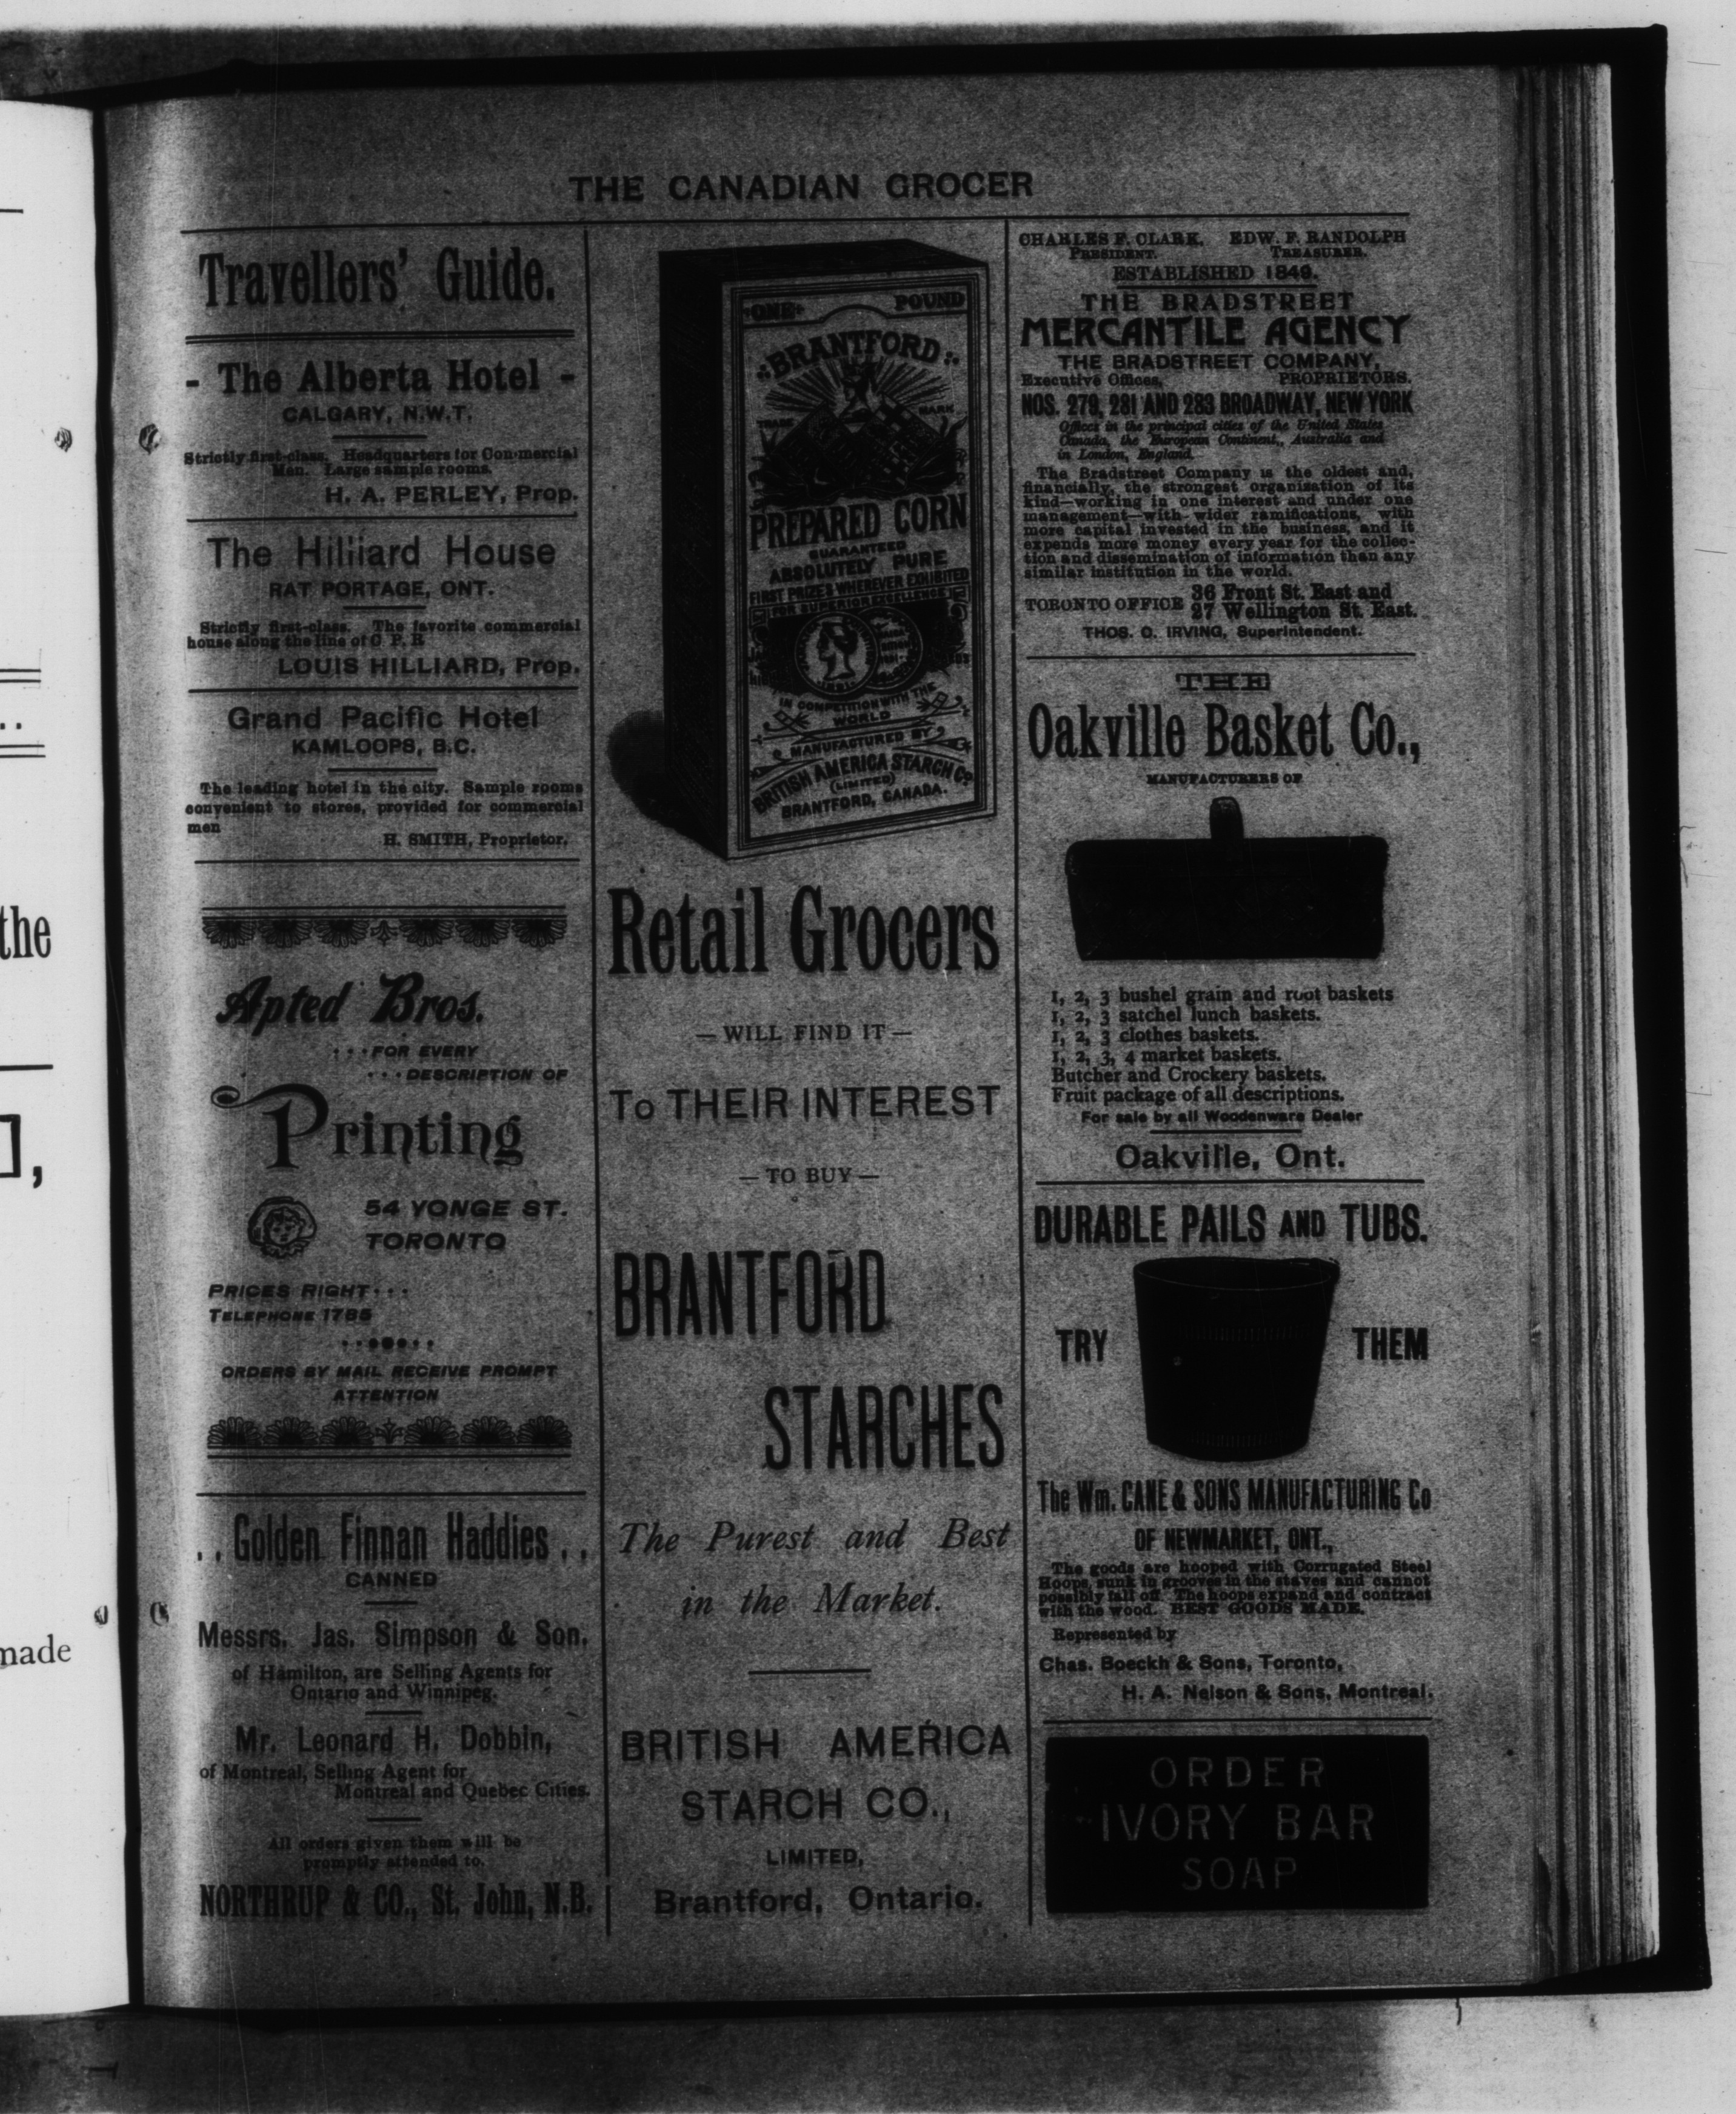 THE CANADIAN GROCER
Travellers' Guide.
- The Alberta Hotel -
CALGARY, N.W.T.
Strictly first-class. Headquarters for Commercial
Men. Large sample rooms.
H. A. PERLEY, Prop.
The Hilliard House
RAT PORTAGE, ONT.
Strictly first-class. The favorite commercial
house along the line of C. P. R
LOUIS HILLIARD, Prop.
Grand Pacific Hotel
KAMLOOPS, B.C.
The leading hotel in the city. Sample rooms
convenient to stores, provided for commercial
men
H. SMITH, Proprietor.
Apted Bros.
...FOR EVERY
...DESCRIPTION OF
Printing
54 YONGE ST.
TORONTO
PRICES RIGHT...
TELEPHONE 1785
ORDERS BY MAIL RECEIVE PROMPT
ATTENTION
. . Golden Finnan Haddies . .
CANNED
Messrs. Jas. Simpson & Son,
of Hamilton, are Selling Agents for
Ontario and Winnipeg.
Mr. Leonard H. Dobbin,
of Montreal, Selling Agent for
Montreal and Quebec Cities.
All orders given them will be
promptly attended to.
NORTHRUP & CO., St. John, N.B.
ONE POUND
BRANTFORD
TRADE MARK
PREPARED CORN
GUARANTEED
ABSOLUTELY PURE
FIRST PRIZES WHEREVER EXHIBITED
FOR SUPERIOR EXCELLENCE
IN COMPETITION WITH THE
WORLD
MANUFACTURED BY
BRITISH AMERICA STARCH Co
(LIMITED)
BRANTFORD, CANADA.
Retail Grocers
— WILL FIND IT —
To THEIR INTEREST
— TO BUY —
BRANTFORD
STARCHES
The Purest and Best
in the Market.
BRITISH AMERICA
STARCH CO.,
LIMITED,
Brantford, Ontario.
CHARLES F. CLARK, EDW. F. RANDOLPH
PRESIDENT. TREASURER.
ESTABLISHED 1849.
THE BRADSTREET
MERCANTILE AGENCY
THE BRADSTREET COMPANY,
Executive Offices, PROPRIETORS.
NOS. 279, 281 AND 283 BROADWAY, NEW YORK
Offices in the principal cities of the United States
Canada, the European Continent, Australia and
in London, England.
The Bradstreet Company is the oldest and,
financially, the strongest organization of its
kind—working in one interest and under one
management—with wider ramifications, with
more capital invested in the business, and it
expends more money every year for the collec-
tion and dissemination of information than any
similar institution in the world.
TORONTO OFFICE 36 Front St. East and
27 Wellington St. East.
THOS. C. IRVING, Superintendent.
THE
Oakville Basket Co.,
MANUFACTURERS OF
1, 2, 3 bushel grain and root baskets
1, 2, 3 satchel lunch baskets.
1, 2, 3 clothes baskets.
1, 2, 3, 4 market baskets.
Butcher and Crockery baskets.
Fruit package of all descriptions.
For sale by all Woodenware Dealer
Oakville, Ont.
DURABLE PAILS AND TUBS.
TRY THEM
The Wm. CANE & SONS MANUFACTURING Co
OF NEWMARKET, ONT.,
The goods are hooped with Corrugated Steel
Hoops, sunk in grooves in the staves and cannot
possibly fall off. The hoops expand and contract
with the wood. BEST GOODS MADE.
Represented by
Chas. Boeckh & Sons, Toronto,
H. A. Nelson & Sons, Montreal.
ORDER
IVORY BAR
SOAP
the
made